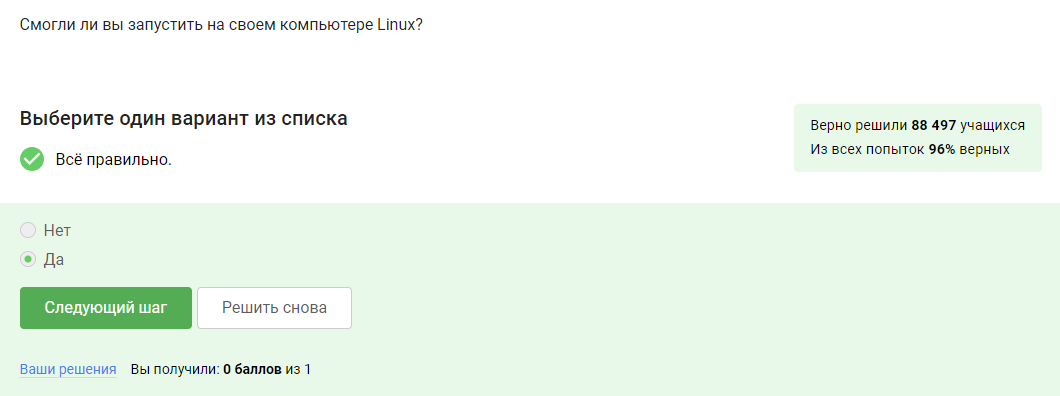 Смогли ли вы запустить на своем компьютере Linux?
Выберите один вариант из списка
Верно решили 88 497 учащихся
Из всех попыток 96% верных
Всё правильно.
Нет
Да
Следующий шаг
Решить снова
Ваши решения
Вы получили: 0 баллов из 1